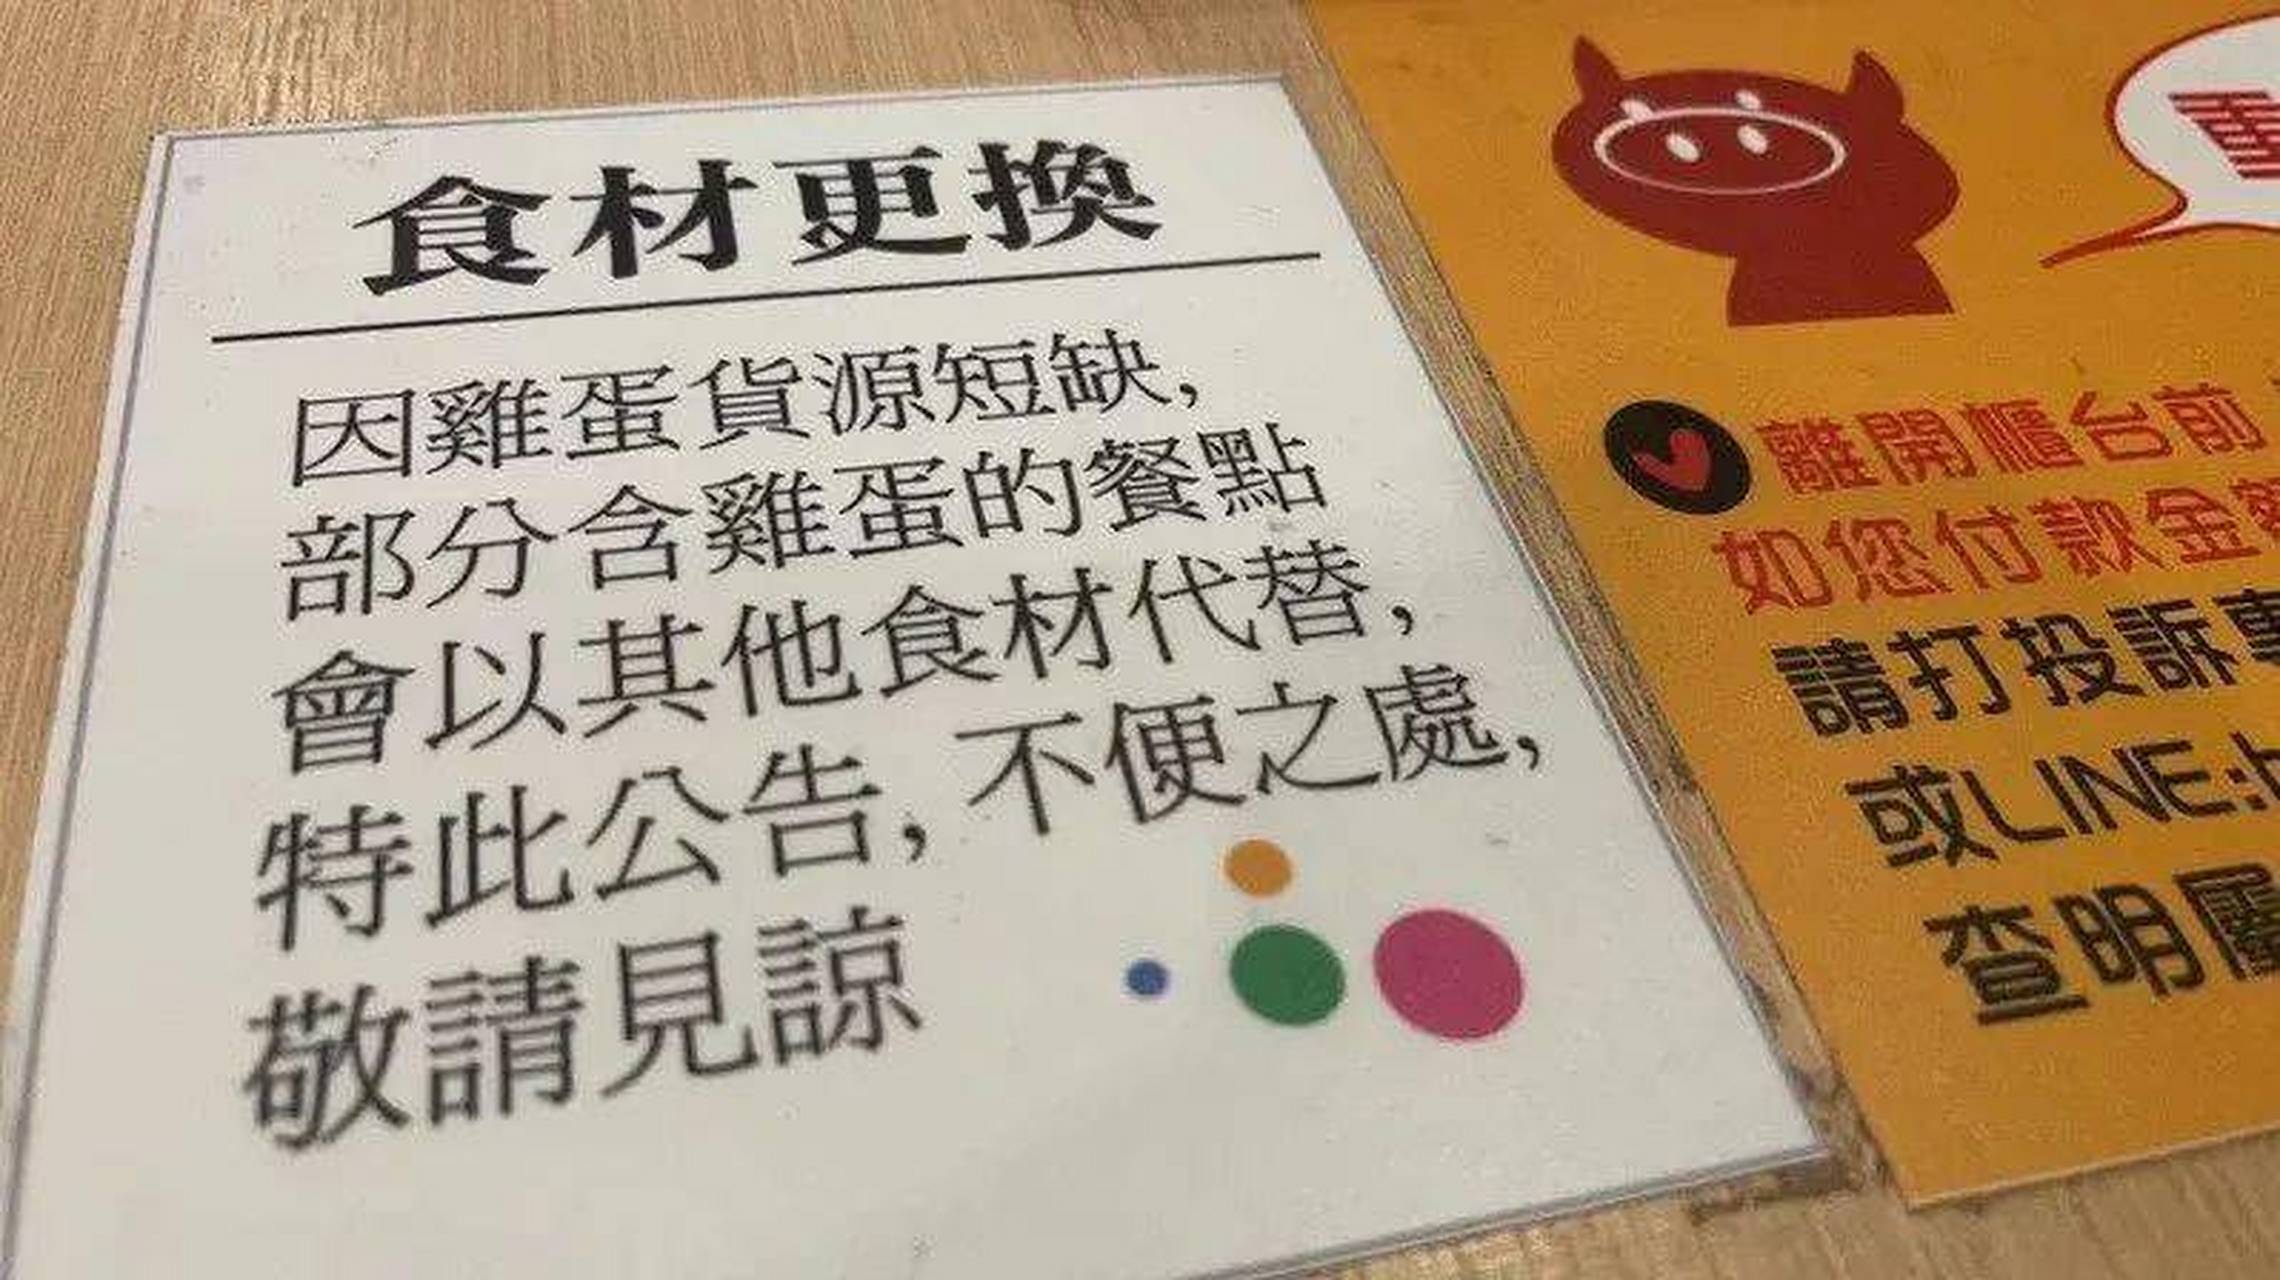 食材更換
因雞蛋貨源短缺,
部分含雞蛋的餐點
會以其他食材代替,
特此公告,不便之處,
敬請見諒
離開櫃台前
如您付款金額
請打投訴專
或LINE:
查明屬